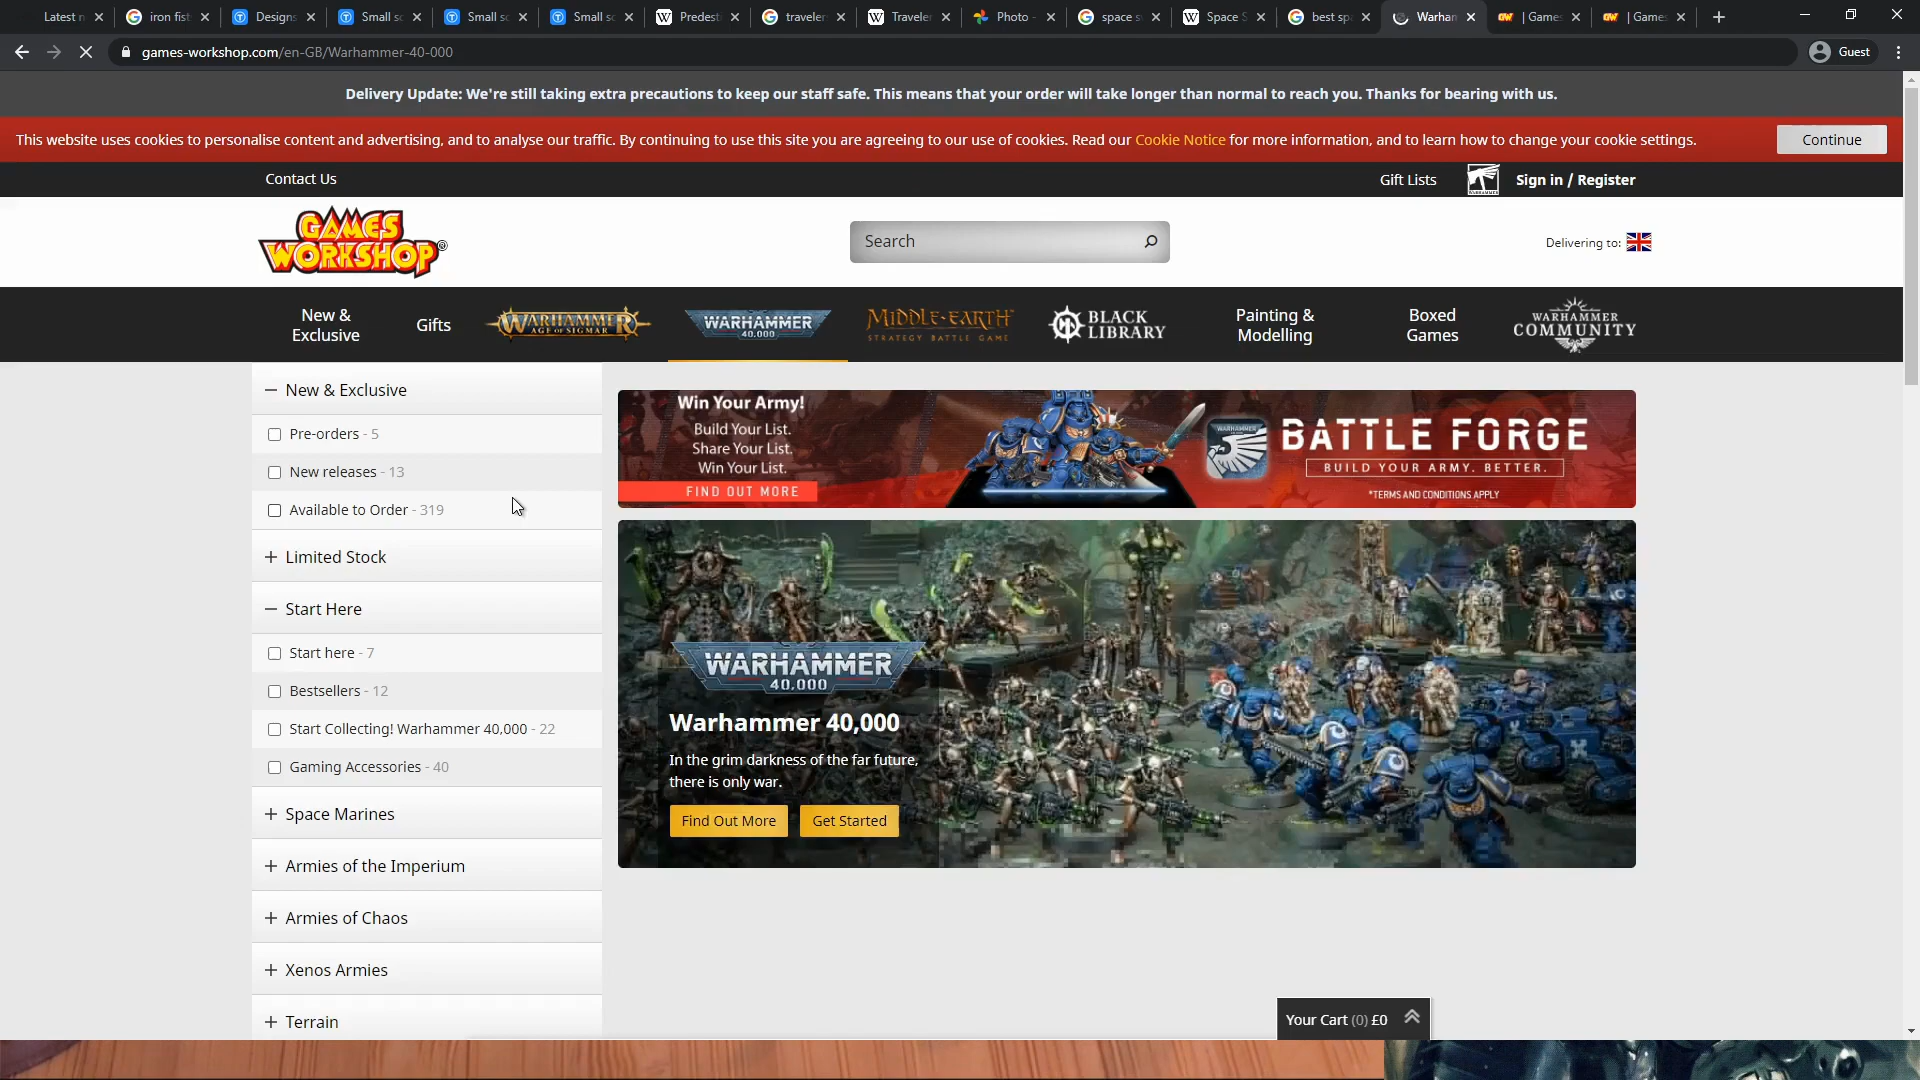 Latest n
iron fist
Designs
Small sc
Small sc
Small sc
Predest
traveler
Traveler
Photo -
space s
Space S
best sp
Warham
| Games
| Games
games-workshop.com/en-GB/Warhammer-40-000
Guest
Delivery Update: We're still taking extra precautions to keep our staff safe. This means that your order will take longer than normal to reach you. Thanks for bearing with us.
This website uses cookies to personalise content and advertising, and to analyse our traffic. By continuing to use this site you are agreeing to our use of cookies. Read our Cookie Notice for more information, and to learn how to change your cookie settings.
Continue
Contact Us
Gift Lists
Sign in / Register
GAMES
WORKSHOP®
Search
Delivering to:
New &
Exclusive
Gifts
WARHAMMER
AGE OF SIGMAR
WARHAMMER
40,000
MIDDLE-EARTH
STRATEGY BATTLE GAME
BLACK
LIBRARY
Painting &
Modelling
Boxed
Games
WARHAMMER
COMMUNITY
New & Exclusive
Pre-orders - 5
New releases - 13
Available to Order - 319
Limited Stock
Start Here
Start here - 7
Bestsellers - 12
Start Collecting! Warhammer 40,000 - 22
Gaming Accessories - 40
Space Marines
Armies of the Imperium
Armies of Chaos
Xenos Armies
Terrain
Win Your Army!
Build Your List.
Share Your List.
Win Your List.
FIND OUT MORE
BATTLE FORGE
BUILD YOUR ARMY. BETTER.
*TERMS AND CONDITIONS APPLY
WARHAMMER
40,000
Warhammer 40,000
In the grim darkness of the far future,
there is only war.
Find Out More
Get Started
Your Cart (0) £0